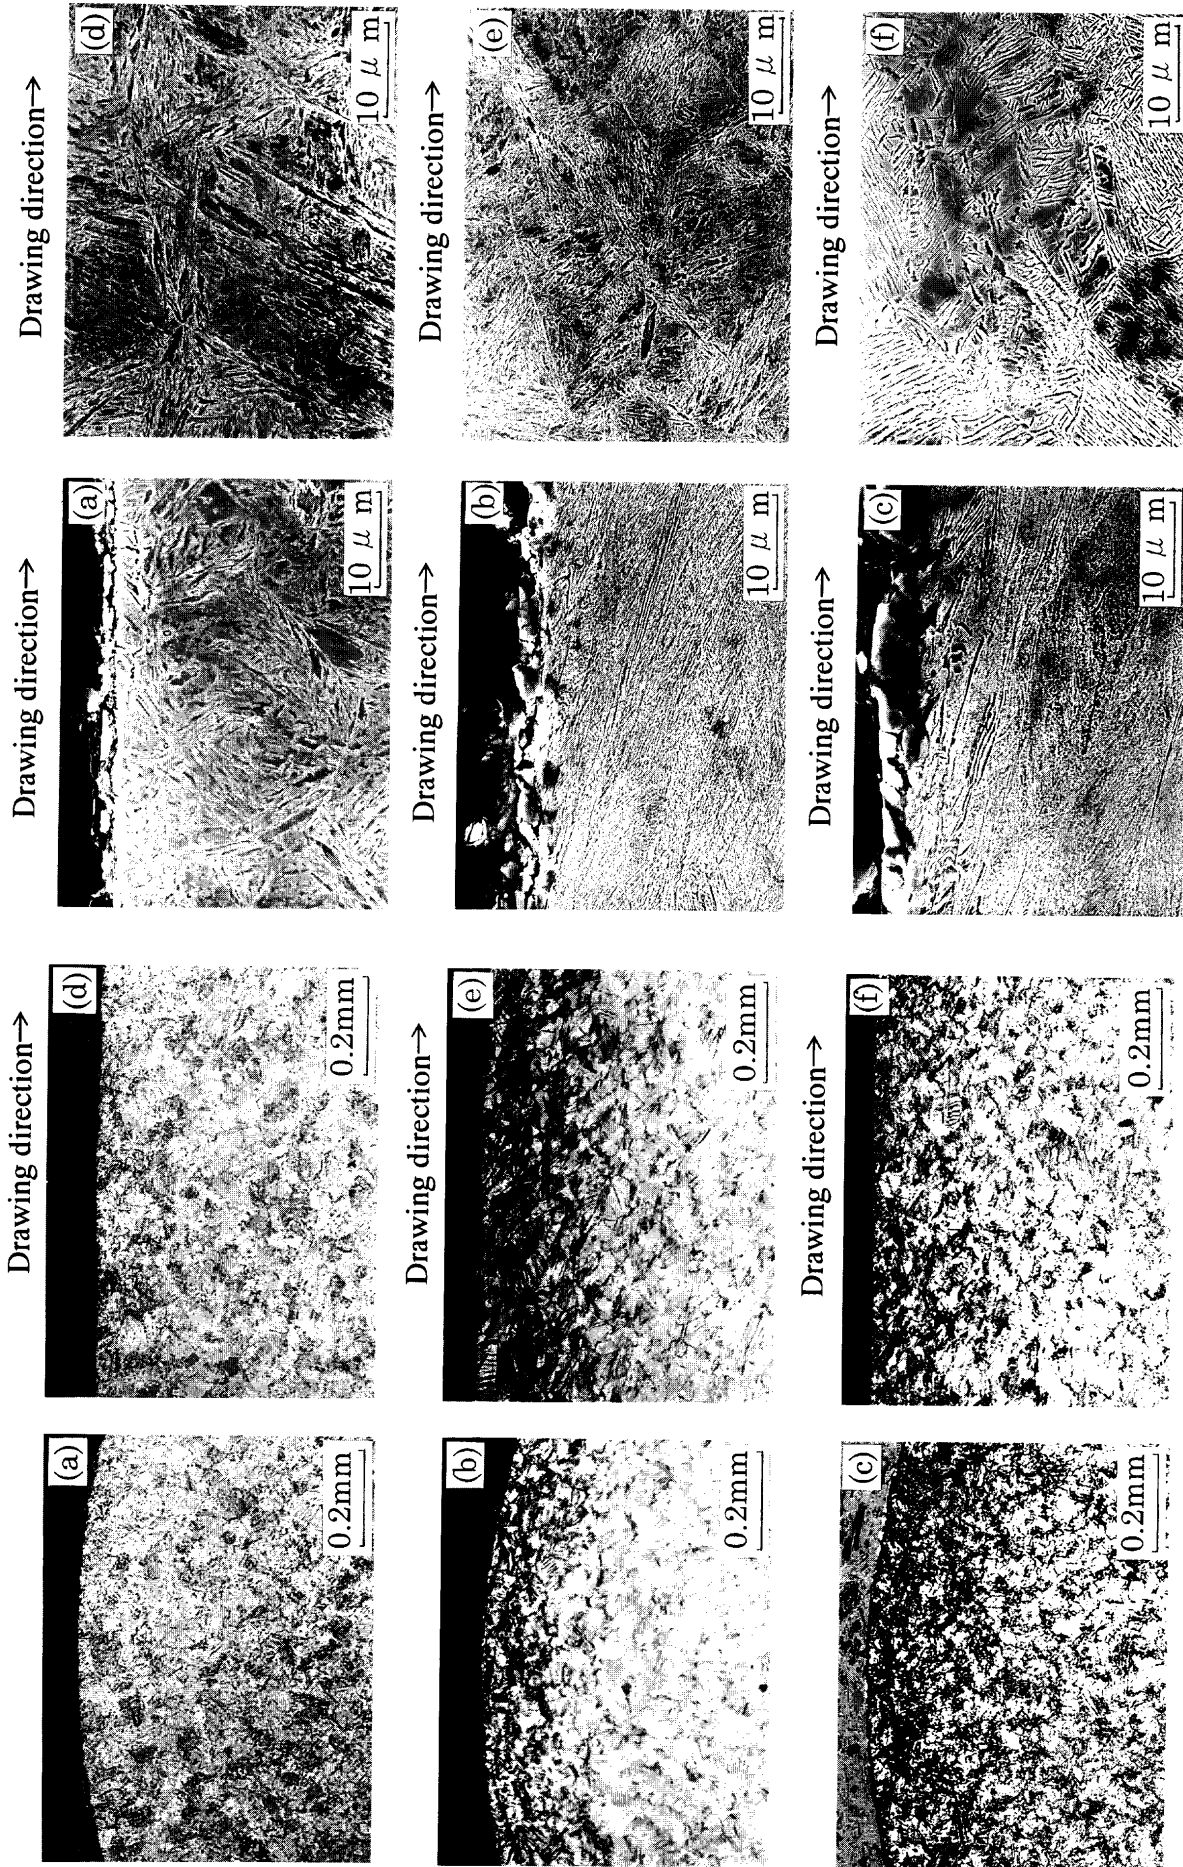 Drawing direction→ Drawing direction→ Drawing direction→
(a) (d) (a) (d)
0.2mm 0.2mm 10 μ m 10 μ m
Drawing direction→ Drawing direction→ Drawing direction→
(b) (e) (b) (e)
0.2mm 0.2mm 10 μ m 10 μ m
Drawing direction→ Drawing direction→ Drawing direction→
(c) (f) (c) (f)
0.2mm 0.2mm 10 μ m 10 μ m